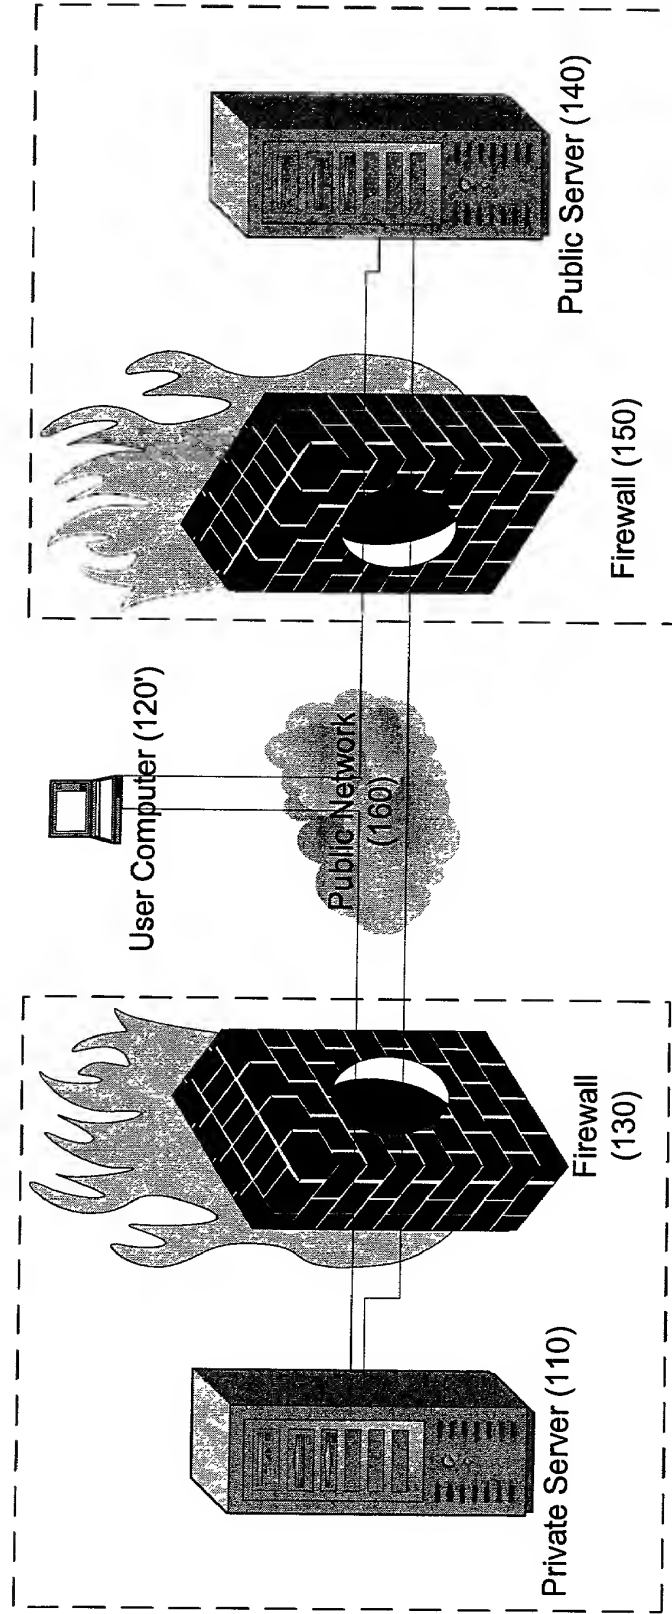 User Computer (120')
Public Network
(160)
Private Server (110)
Firewall
(130)
Firewall (150)
Public Server (140)